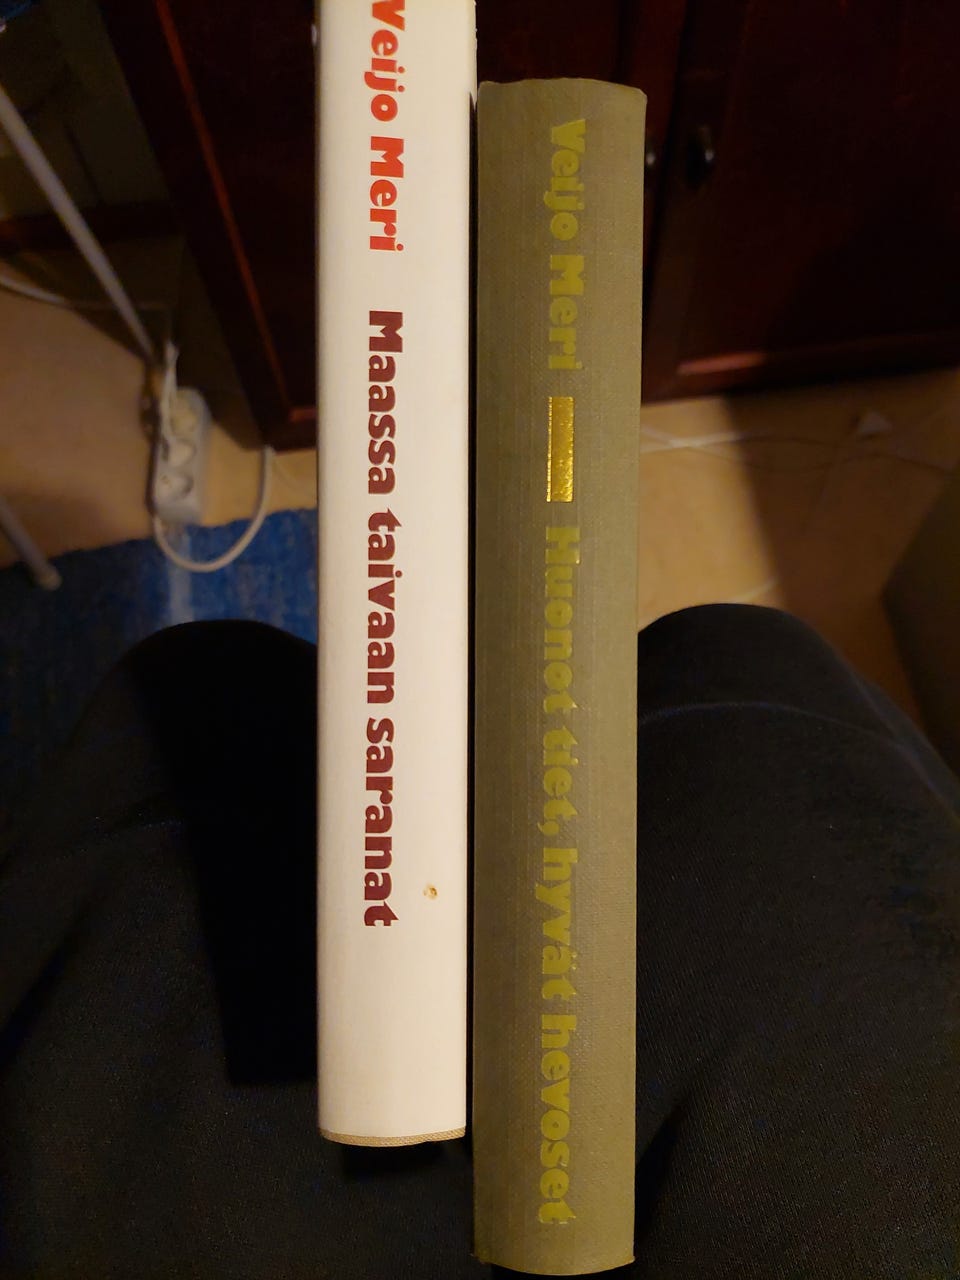 Veijo Meri Maassa taivaan saranat
Veijo Meri Huonot tiet, hyvät hevoset